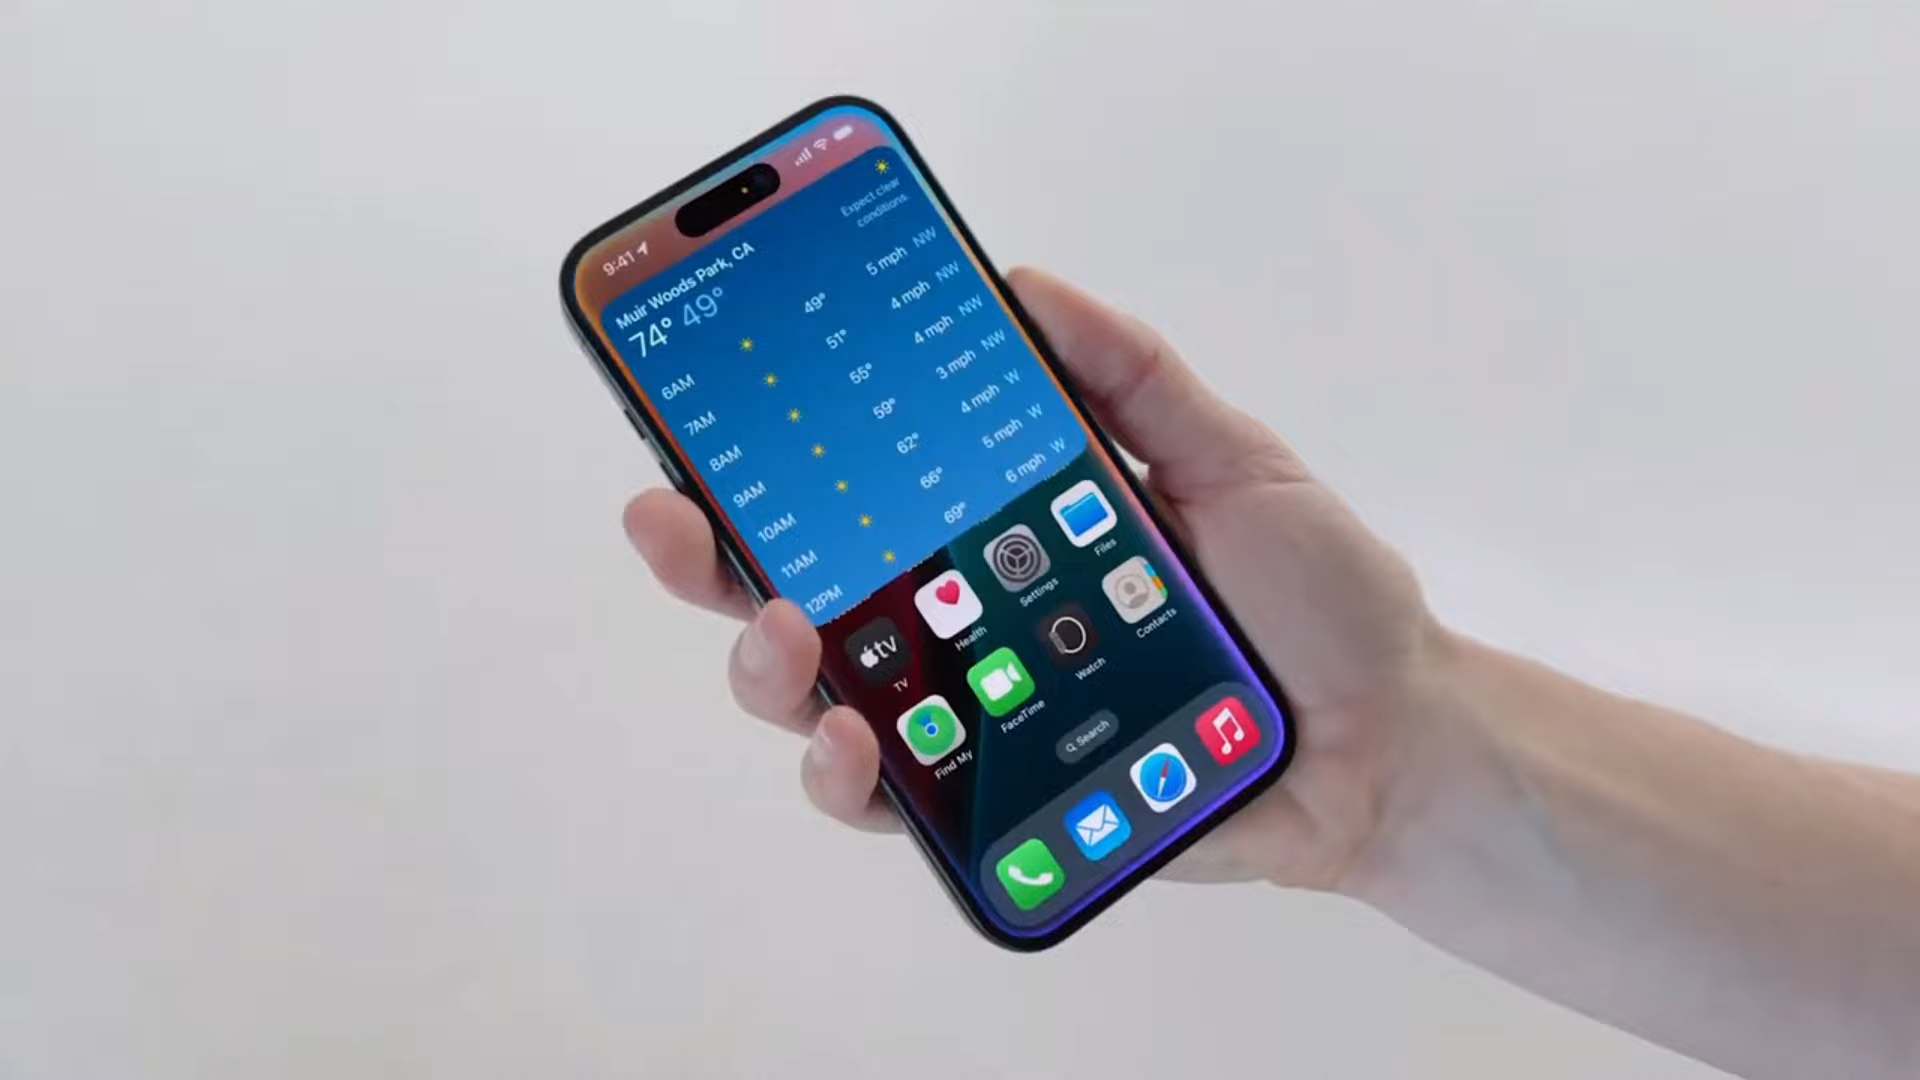 9:41
Expect clear
conditions.
Muir Woods Park, CA
74° 49°
6AM 49° 5 mph NW
7AM 51° 4 mph NW
8AM 55° 4 mph NW
9AM 59° 3 mph NW
10AM 62° 4 mph W
11AM 66° 5 mph W
12PM 69° 6 mph W
tv
TV
Health
Settings
Files
Find My
FaceTime
Watch
Contacts
Search